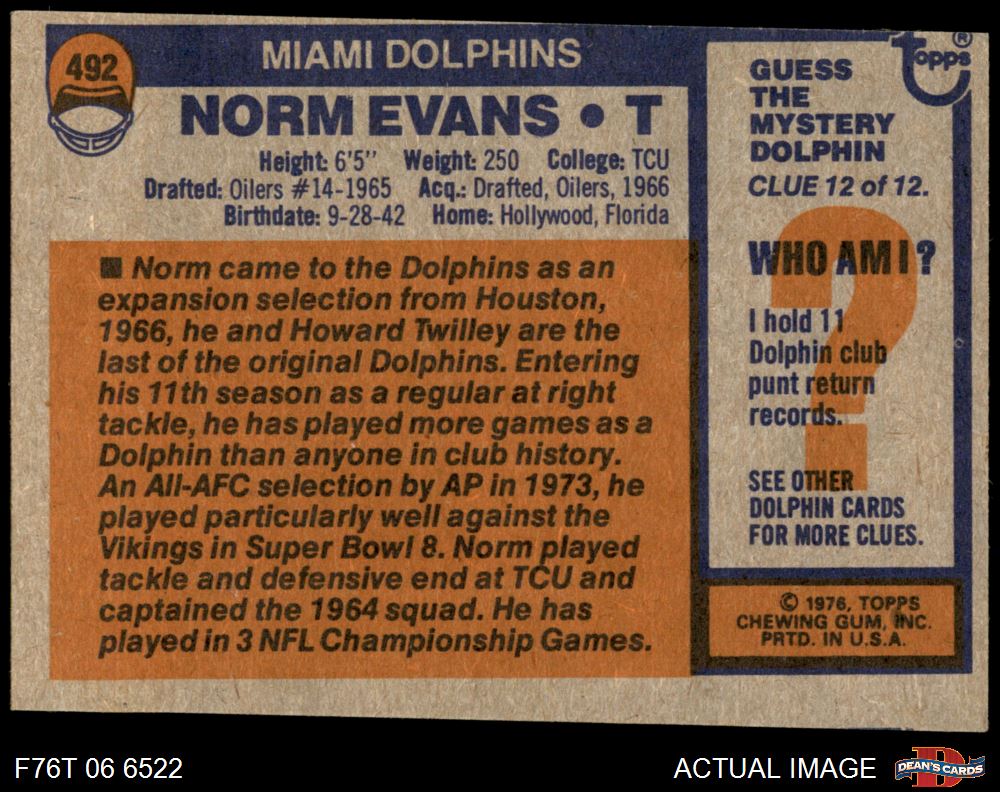 492
MIAMI DOLPHINS
NORM EVANS • T
Height: 6'5" Weight: 250 College: TCU
Drafted: Oilers #14-1965 Acq.: Drafted, Oilers, 1966
Birthdate: 9-28-42 Home: Hollywood, Florida
■ Norm came to the Dolphins as an
expansion selection from Houston,
1966, he and Howard Twilley are the
last of the original Dolphins. Entering
his 11th season as a regular at right
tackle, he has played more games as a
Dolphin than anyone in club history.
An All-AFC selection by AP in 1973, he
played particularly well against the
Vikings in Super Bowl 8. Norm played
tackle and defensive end at TCU and
captained the 1964 squad. He has
played in 3 NFL Championship Games.
Topps®
GUESS
THE
MYSTERY
DOLPHIN
CLUE 12 of 12.
WHO AM I?
I hold 11
Dolphin club
punt return
records.
SEE OTHER
DOLPHIN CARDS
FOR MORE CLUES.
© 1976, TOPPS
CHEWING GUM, INC.
PRTD. IN U.S.A.
F76T 06 6522
ACTUAL IMAGE
DEAN'S CARDS